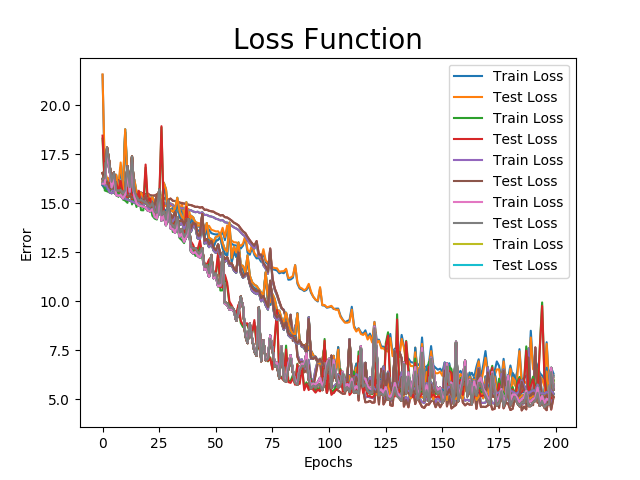 Loss Function
Train Loss
Test Loss
Train Loss
Test Loss
Train Loss
Test Loss
Train Loss
Test Loss
Train Loss
Test Loss
20.0
17.5
15.0
12.5
10.0
7.5
5.0
Error
0 25 50 75 100 125 150 175 200
Epochs